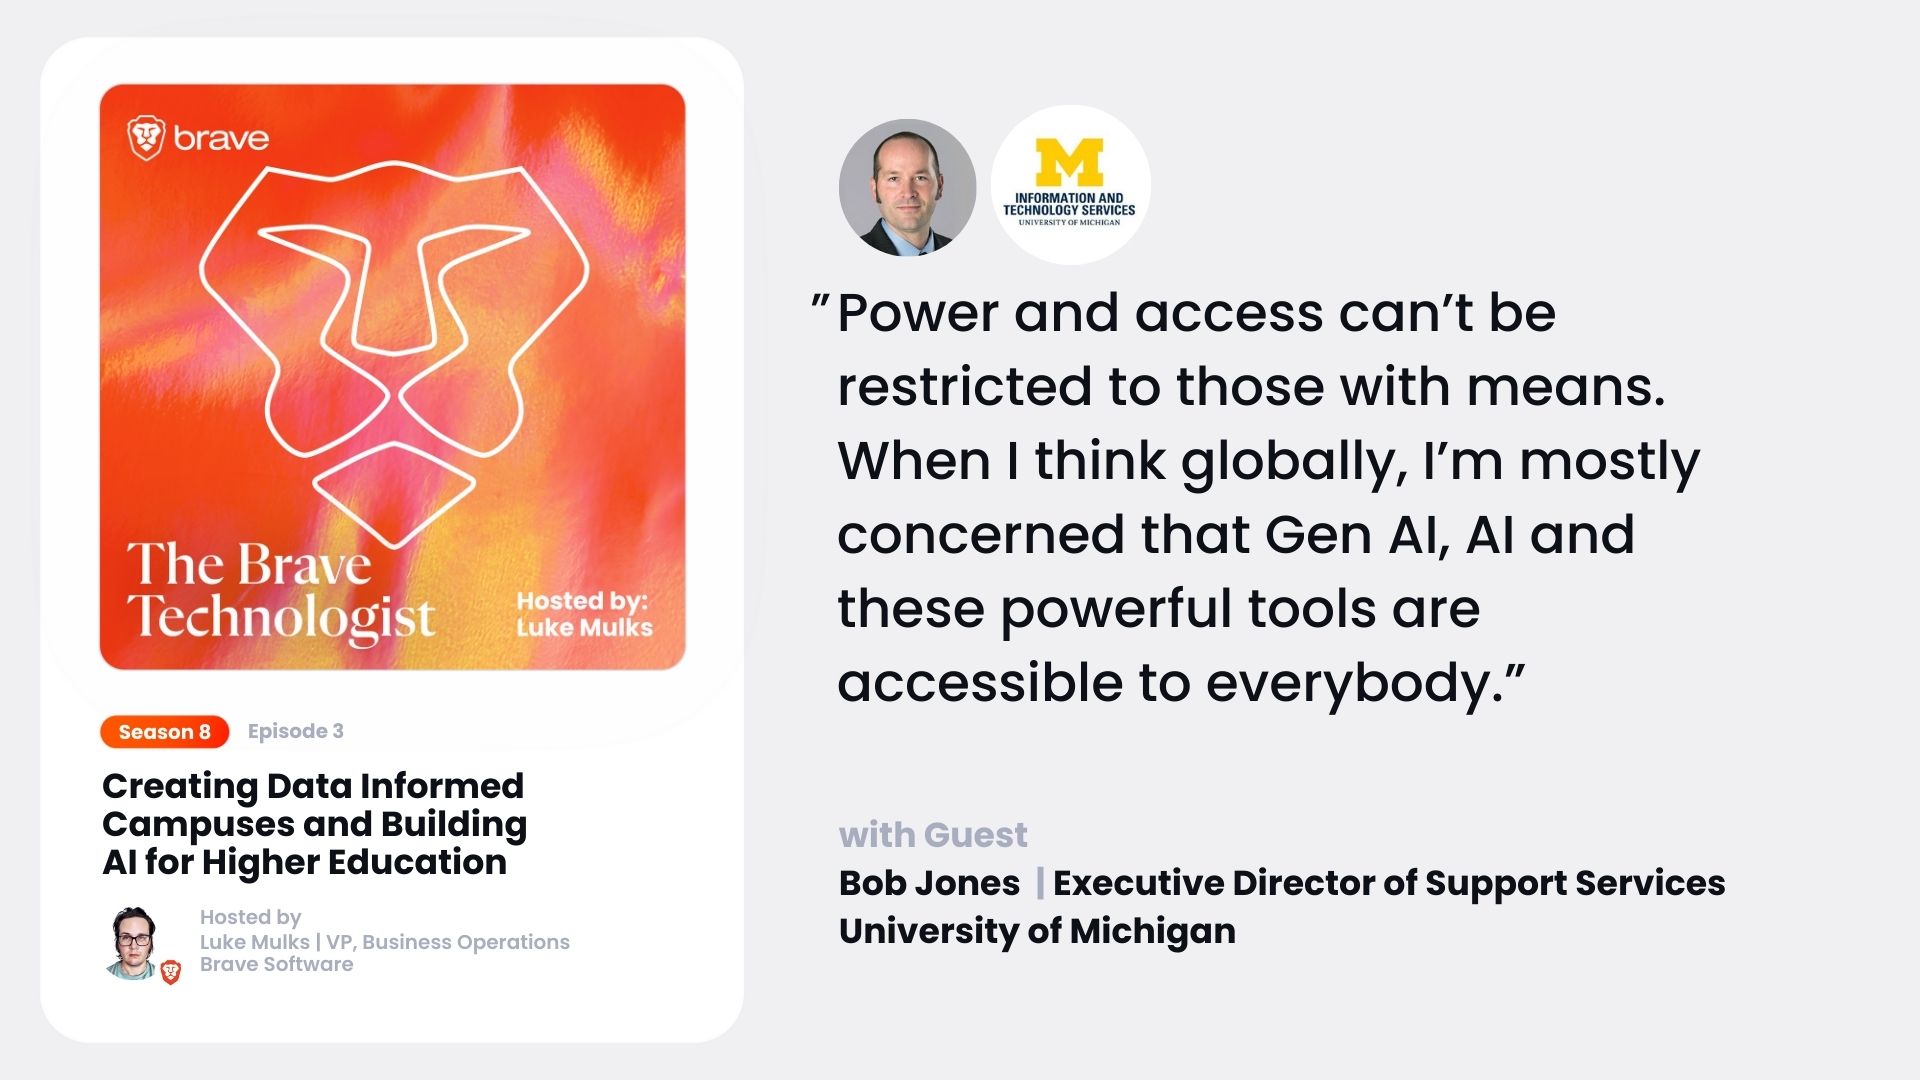 brave
The Brave
Technologist
Hosted by:
Luke Mulks
Season 8 Episode 3
Creating Data Informed
Campuses and Building
AI for Higher Education
Hosted by
Luke Mulks | VP, Business Operations
Brave Software
M
INFORMATION AND
TECHNOLOGY SERVICES
UNIVERSITY OF MICHIGAN
”Power and access can’t be
restricted to those with means.
When I think globally, I’m mostly
concerned that Gen AI, AI and
these powerful tools are
accessible to everybody.”
with Guest
Bob Jones | Executive Director of Support Services
University of Michigan